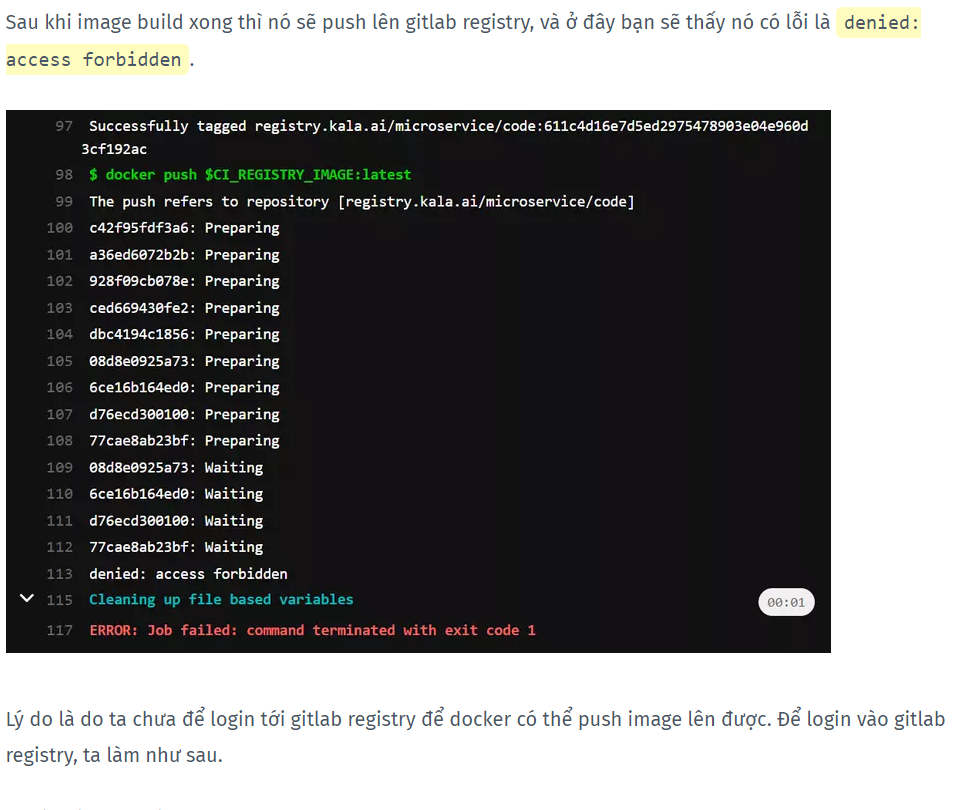 Sau khi image build xong thì nó sẽ push lên gitlab registry, và ở đây bạn sẽ thấy nó có lỗi là denied:
access forbidden .
97 Successfully tagged registry.kala.ai/microservice/code:611c4d16e7d5ed2975478903e04e960d
3cf192ac
98 $ docker push $CI_REGISTRY_IMAGE:latest
99 The push refers to repository [registry.kala.ai/microservice/code]
100 c42f95fdf3a6: Preparing
101 a36ed6072b2b: Preparing
102 928f09cb078e: Preparing
103 ced669430fe2: Preparing
104 dbc4194c1856: Preparing
105 08d8e0925a73: Preparing
106 6ce16b164ed0: Preparing
107 d76ecd300100: Preparing
108 77cae8ab23bf: Preparing
109 08d8e0925a73: Waiting
110 6ce16b164ed0: Waiting
111 d76ecd300100: Waiting
112 77cae8ab23bf: Waiting
113 denied: access forbidden
115 Cleaning up file based variables 00:01
117 ERROR: Job failed: command terminated with exit code 1
Lý do là do ta chưa để login tới gitlab registry để docker có thể push image lên được. Để login vào gitlab
registry, ta làm như sau.